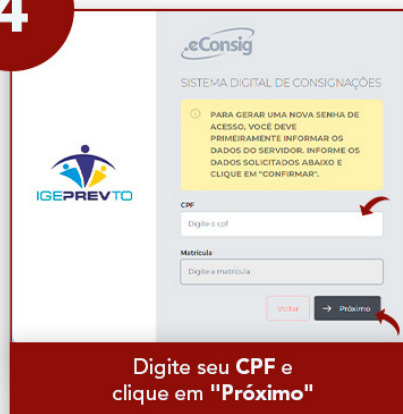 4
eConsig
SISTEMA DIGITAL DE CONSIGNAÇÕES
PARA GERAR UMA NOVA SENHA DE
ACESSO, VOCÊ DEVE
PRIMEIRAMENTE INFORMAR OS
DADOS DO SERVIDOR. INFORME OS
DADOS SOLICITADOS ABAIXO E
CLIQUE EM "CONFIRMAR".
IGEPREVTO
CPF
Digite o cpf
Matrícula
Digite a matrícula
Voltar
→ Próximo
Digite seu CPF e
clique em "Próximo"